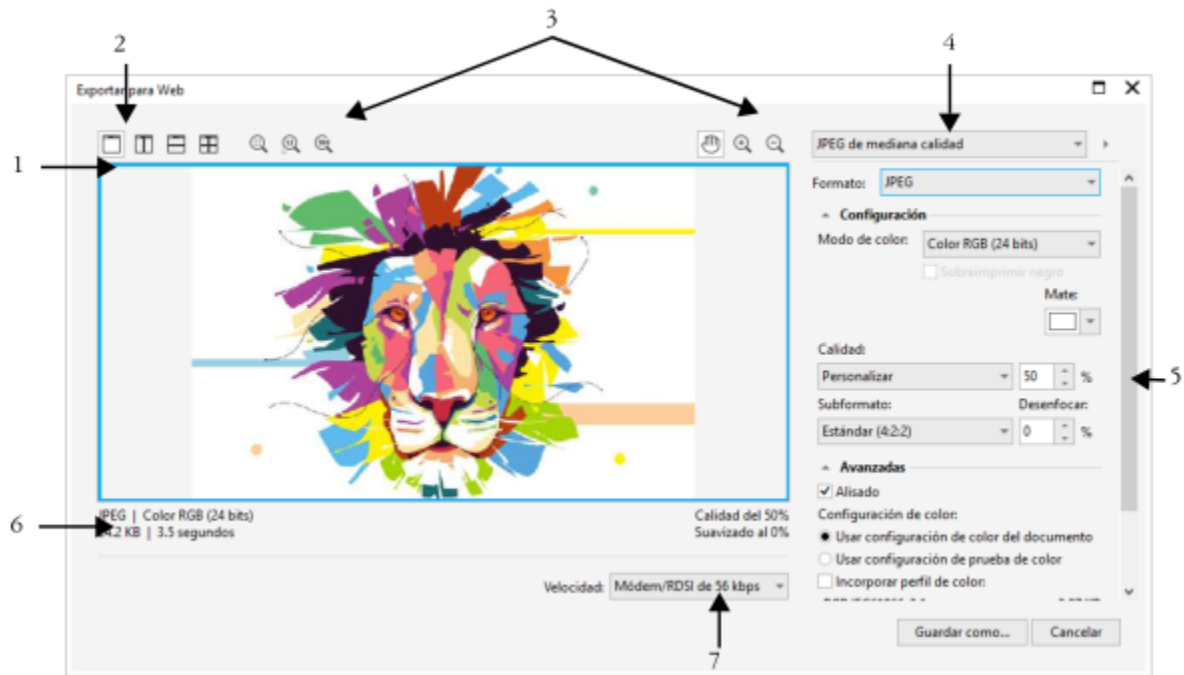 2
3
4
Exportar para Web
1
JPEG de mediana calidad
Formato: JPEG
Configuración
Modo de color: Color RGB (24 bits)
Sobreimprimir negro
Mate:
Calidad:
Personalizar 50 %
5
Subformato: Desenfocar:
Estándar (4:2:2) 0 %
Avanzadas
Alisado
Configuración de color:
Usar configuración de color del documento
Usar configuración de prueba de color
Incorporar perfil de color:
6
JPEG | Color RGB (24 bits) Calidad del 50%
KB | 3.5 segundos Suavizado al 0%
Velocidad: Módem/RDSI de 56 kbps
Guardar como... Cancelar
7